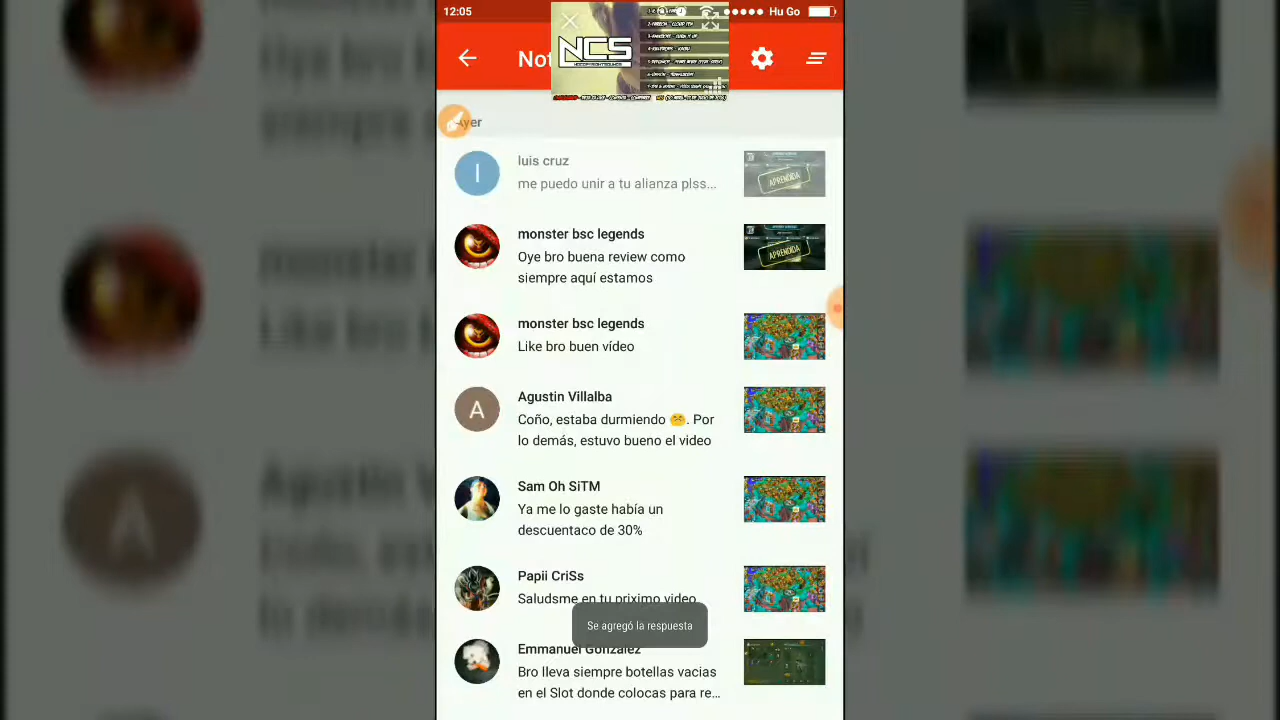 12:05
Hu Go
Not
NCS
Ayer
I
luis cruz
me puedo unir a tu alianza plss...
APRENDIDA
monster bsc legends
Oye bro buena review como
siempre aquí estamos
APRENDIDA
monster bsc legends
Like bro buen vídeo
A
Agustin Villalba
Coño, estaba durmiendo 😤. Por
lo demás, estuvo bueno el video
Sam Oh SiTM
Ya me lo gaste había un
descuentaco de 30%
Papii CriSs
Saludsme en tu priximo video
Se agregó la respuesta
Emmanuel Gonzalez
Bro lleva siempre botellas vacias
en el Slot donde colocas para re...